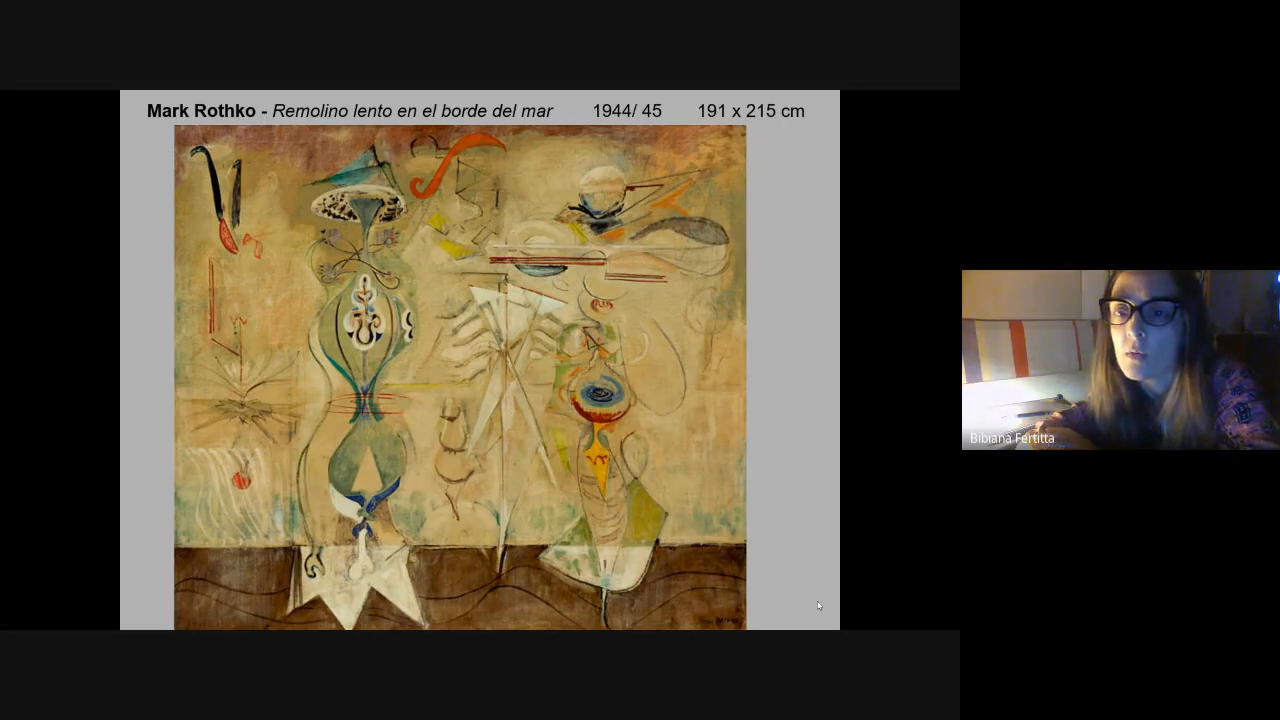 Mark Rothko - Remolino lento en el borde del mar 1944/ 45 191 x 215 cm
Bibiana Fertitta